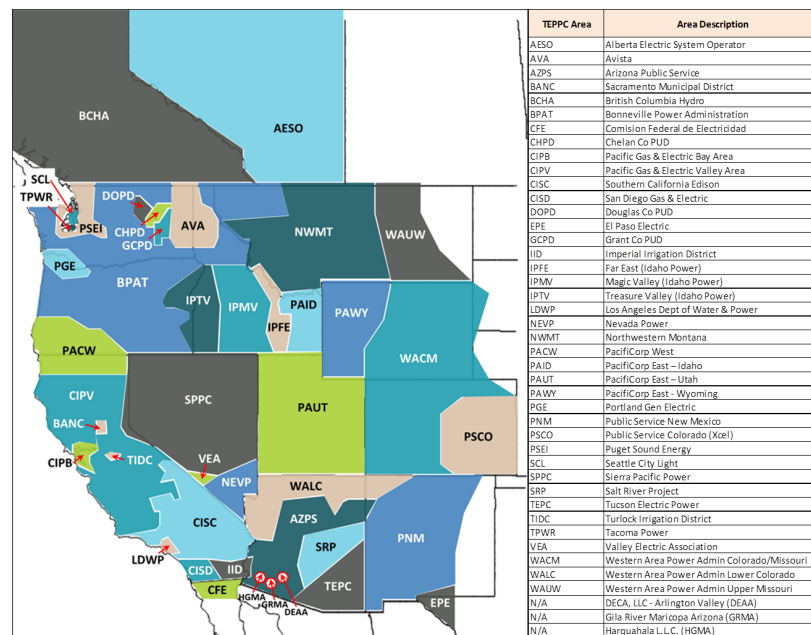 BCHA
AESO
SCL
TPWR
PSEI
DOPD
CHPD
GCPD
AVA
NWMT
WAUW
PGE
BPAT
IPTV
IPMV
IPFE
PAID
PAWY
WACM
PACW
CIPV
BANC
CIPB
TIDC
SPPC
PAUT
PSCO
VEA
NEVP
WALC
CISC
AZPS
SRP
PNM
LDWP
CISD
IID
TEPC
CFE
HGMA
GRMA
DEAA
EPE
TEPPC Area Area Description
AESO Alberta Electric System Operator
AVA Avista
AZPS Arizona Public Service
BANC Sacramento Municipal District
BCHA British Columbia Hydro
BPAT Bonneville Power Administration
CFE Comision Federal de Electricidad
CHPD Chelan Co PUD
CIPB Pacific Gas & Electric Bay Area
CIPV Pacific Gas & Electric Valley Area
CISC Southern California Edison
CISD San Diego Gas & Electric
DOPD Douglas Co PUD
EPE El Paso Electric
GCPD Grant Co PUD
IID Imperial Irrigation District
IPFE Far East (Idaho Power)
IPMV Magic Valley (Idaho Power)
IPTV Treasure Valley (Idaho Power)
LDWP Los Angeles Dept of Water & Power
NEVP Nevada Power
NWMT Northwestern Montana
PACW PacifiCorp West
PAID PacifiCorp East – Idaho
PAUT PacifiCorp East – Utah
PAWY PacifiCorp East - Wyoming
PGE Portland Gen Electric
PNM Public Service New Mexico
PSCO Public Service Colorado (Xcel)
PSEI Puget Sound Energy
SCL Seattle City Light
SPPC Sierra Pacific Power
SRP Salt River Project
TEPC Tucson Electric Power
TIDC Turlock Irrigation District
TPWR Tacoma Power
VEA Valley Electric Association
WACM Western Area Power Admin Colorado/Missouri
WALC Western Area Power Admin Lower Colorado
WAUW Western Area Power Admin Upper Missouri
N/A DECA, LLC - Arlington Valley (DEAA)
N/A Gila River Maricopa Arizona (GRMA)
N/A Harquahala L.L.C. (HGMA)